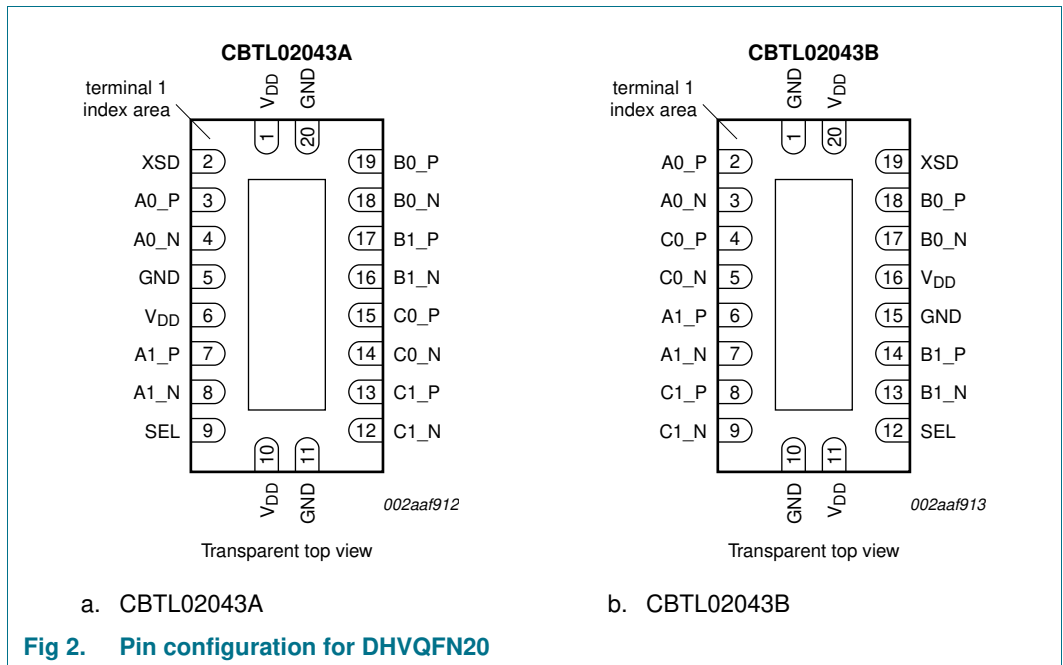 CBTL02043A
terminal 1
index area
VDD
GND
1
20
XSD 2 19 B0_P
A0_P 3 18 B0_N
A0_N 4 17 B1_P
GND 5 16 B1_N
VDD 6 15 C0_P
A1_P 7 14 C0_N
A1_N 8 13 C1_P
SEL 9 12 C1_N
10
11
VDD
GND
002aaf912
Transparent top view
a. CBTL02043A
CBTL02043B
terminal 1
index area
GND
VDD
1
20
A0_P 2 19 XSD
A0_N 3 18 B0_P
C0_P 4 17 B0_N
C0_N 5 16 VDD
A1_P 6 15 GND
A1_N 7 14 B1_P
C1_P 8 13 B1_N
C1_N 9 12 SEL
10
11
GND
VDD
002aaf913
Transparent top view
b. CBTL02043B
Fig 2. Pin configuration for DHVQFN20